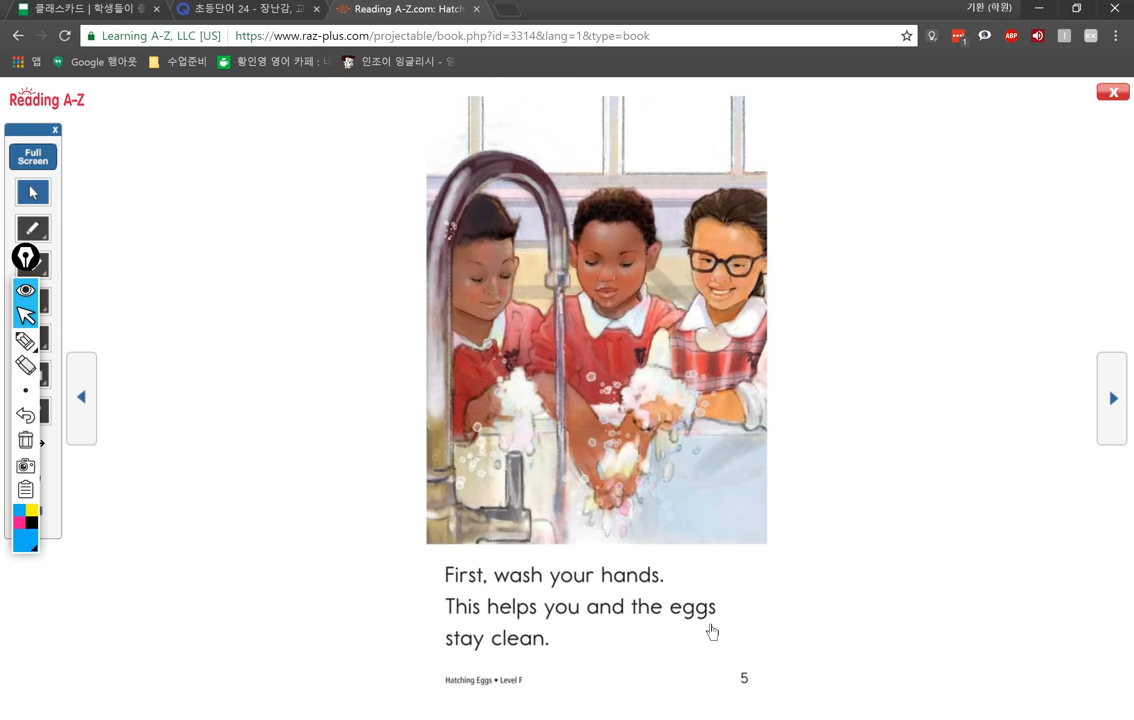 클래스카드 | 학생들이 
초등단어 24 - 장난감, 교
Reading A-Z.com: Hatch
기환 (학원)
Learning A-Z, LLC [US]
https://www.raz-plus.com/projectable/book.php?id=3314&lang=1&type=book
1
ABP
앱
Google 행아웃
수업준비
황인영 영어 카페 : 
인조이 잉글리시 - 
Reading A-Z
X
x
Full
Screen
First, wash your hands.
This helps you and the eggs
stay clean.
Hatching Eggs • Level F
5